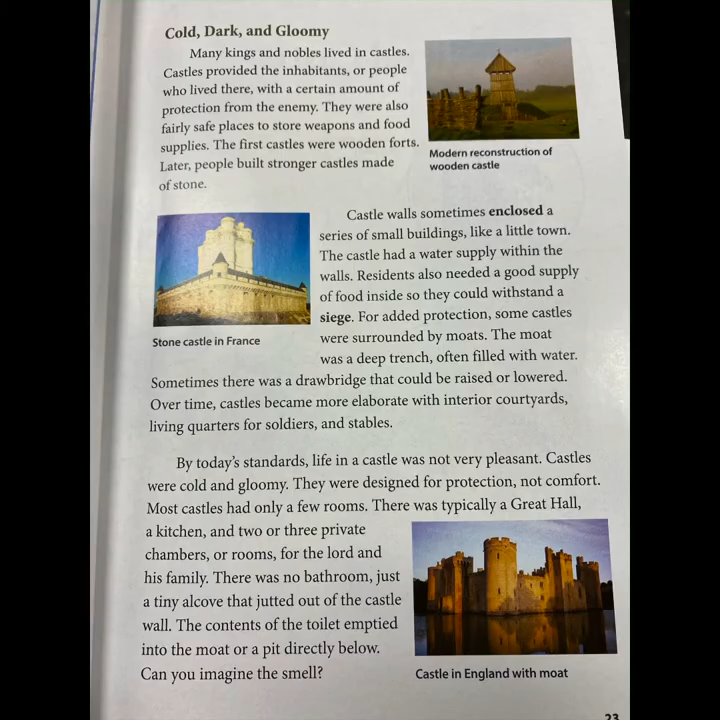 Cold, Dark, and Gloomy
Many kings and nobles lived in castles.
Castles provided the inhabitants, or people
who lived there, with a certain amount of
protection from the enemy. They were also
fairly safe places to store weapons and food
supplies. The first castles were wooden forts.
Later, people built stronger castles made
of stone.
Modern reconstruction of
wooden castle
Castle walls sometimes enclosed a
series of small buildings, like a little town.
The castle had a water supply within the
walls. Residents also needed a good supply
of food inside so they could withstand a
siege. For added protection, some castles
were surrounded by moats. The moat
was a deep trench, often filled with water.
Stone castle in France
Sometimes there was a drawbridge that could be raised or lowered.
Over time, castles became more elaborate with interior courtyards,
living quarters for soldiers, and stables.
By today's standards, life in a castle was not very pleasant. Castles
were cold and gloomy. They were designed for protection, not comfort.
Most castles had only a few rooms. There was typically a Great Hall,
a kitchen, and two or three private
chambers, or rooms, for the lord and
his family. There was no bathroom, just
a tiny alcove that jutted out of the castle
wall. The contents of the toilet emptied
into the moat or a pit directly below.
Can you imagine the smell?
Castle in England with moat
23